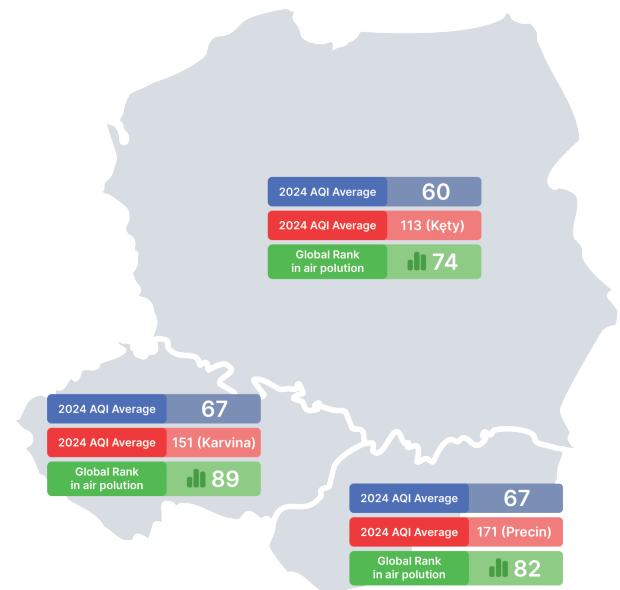 2024 AQI Average 60
2024 AQI Average 113 (Kęty)
Global Rank
in air polution 74
2024 AQI Average 67
2024 AQI Average 151 (Karvina)
Global Rank
in air polution 89
2024 AQI Average 67
2024 AQI Average 171 (Precin)
Global Rank
in air polution 82